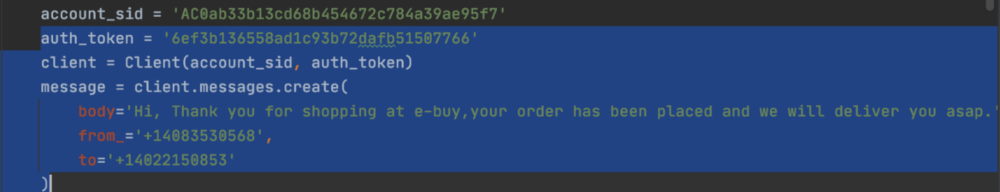 account_sid = 'AC0ab33b13cd68b454672c784a39ae95f7'
auth_token = '6ef3b136558ad1c93b72dafb51507766'
client = Client(account_sid, auth_token)
message = client.messages.create(
    body='Hi, Thank you for shopping at e-buy,your order has been placed and we will deliver you asap.'
    from_='+14083530568',
    to='+14022150853'
)